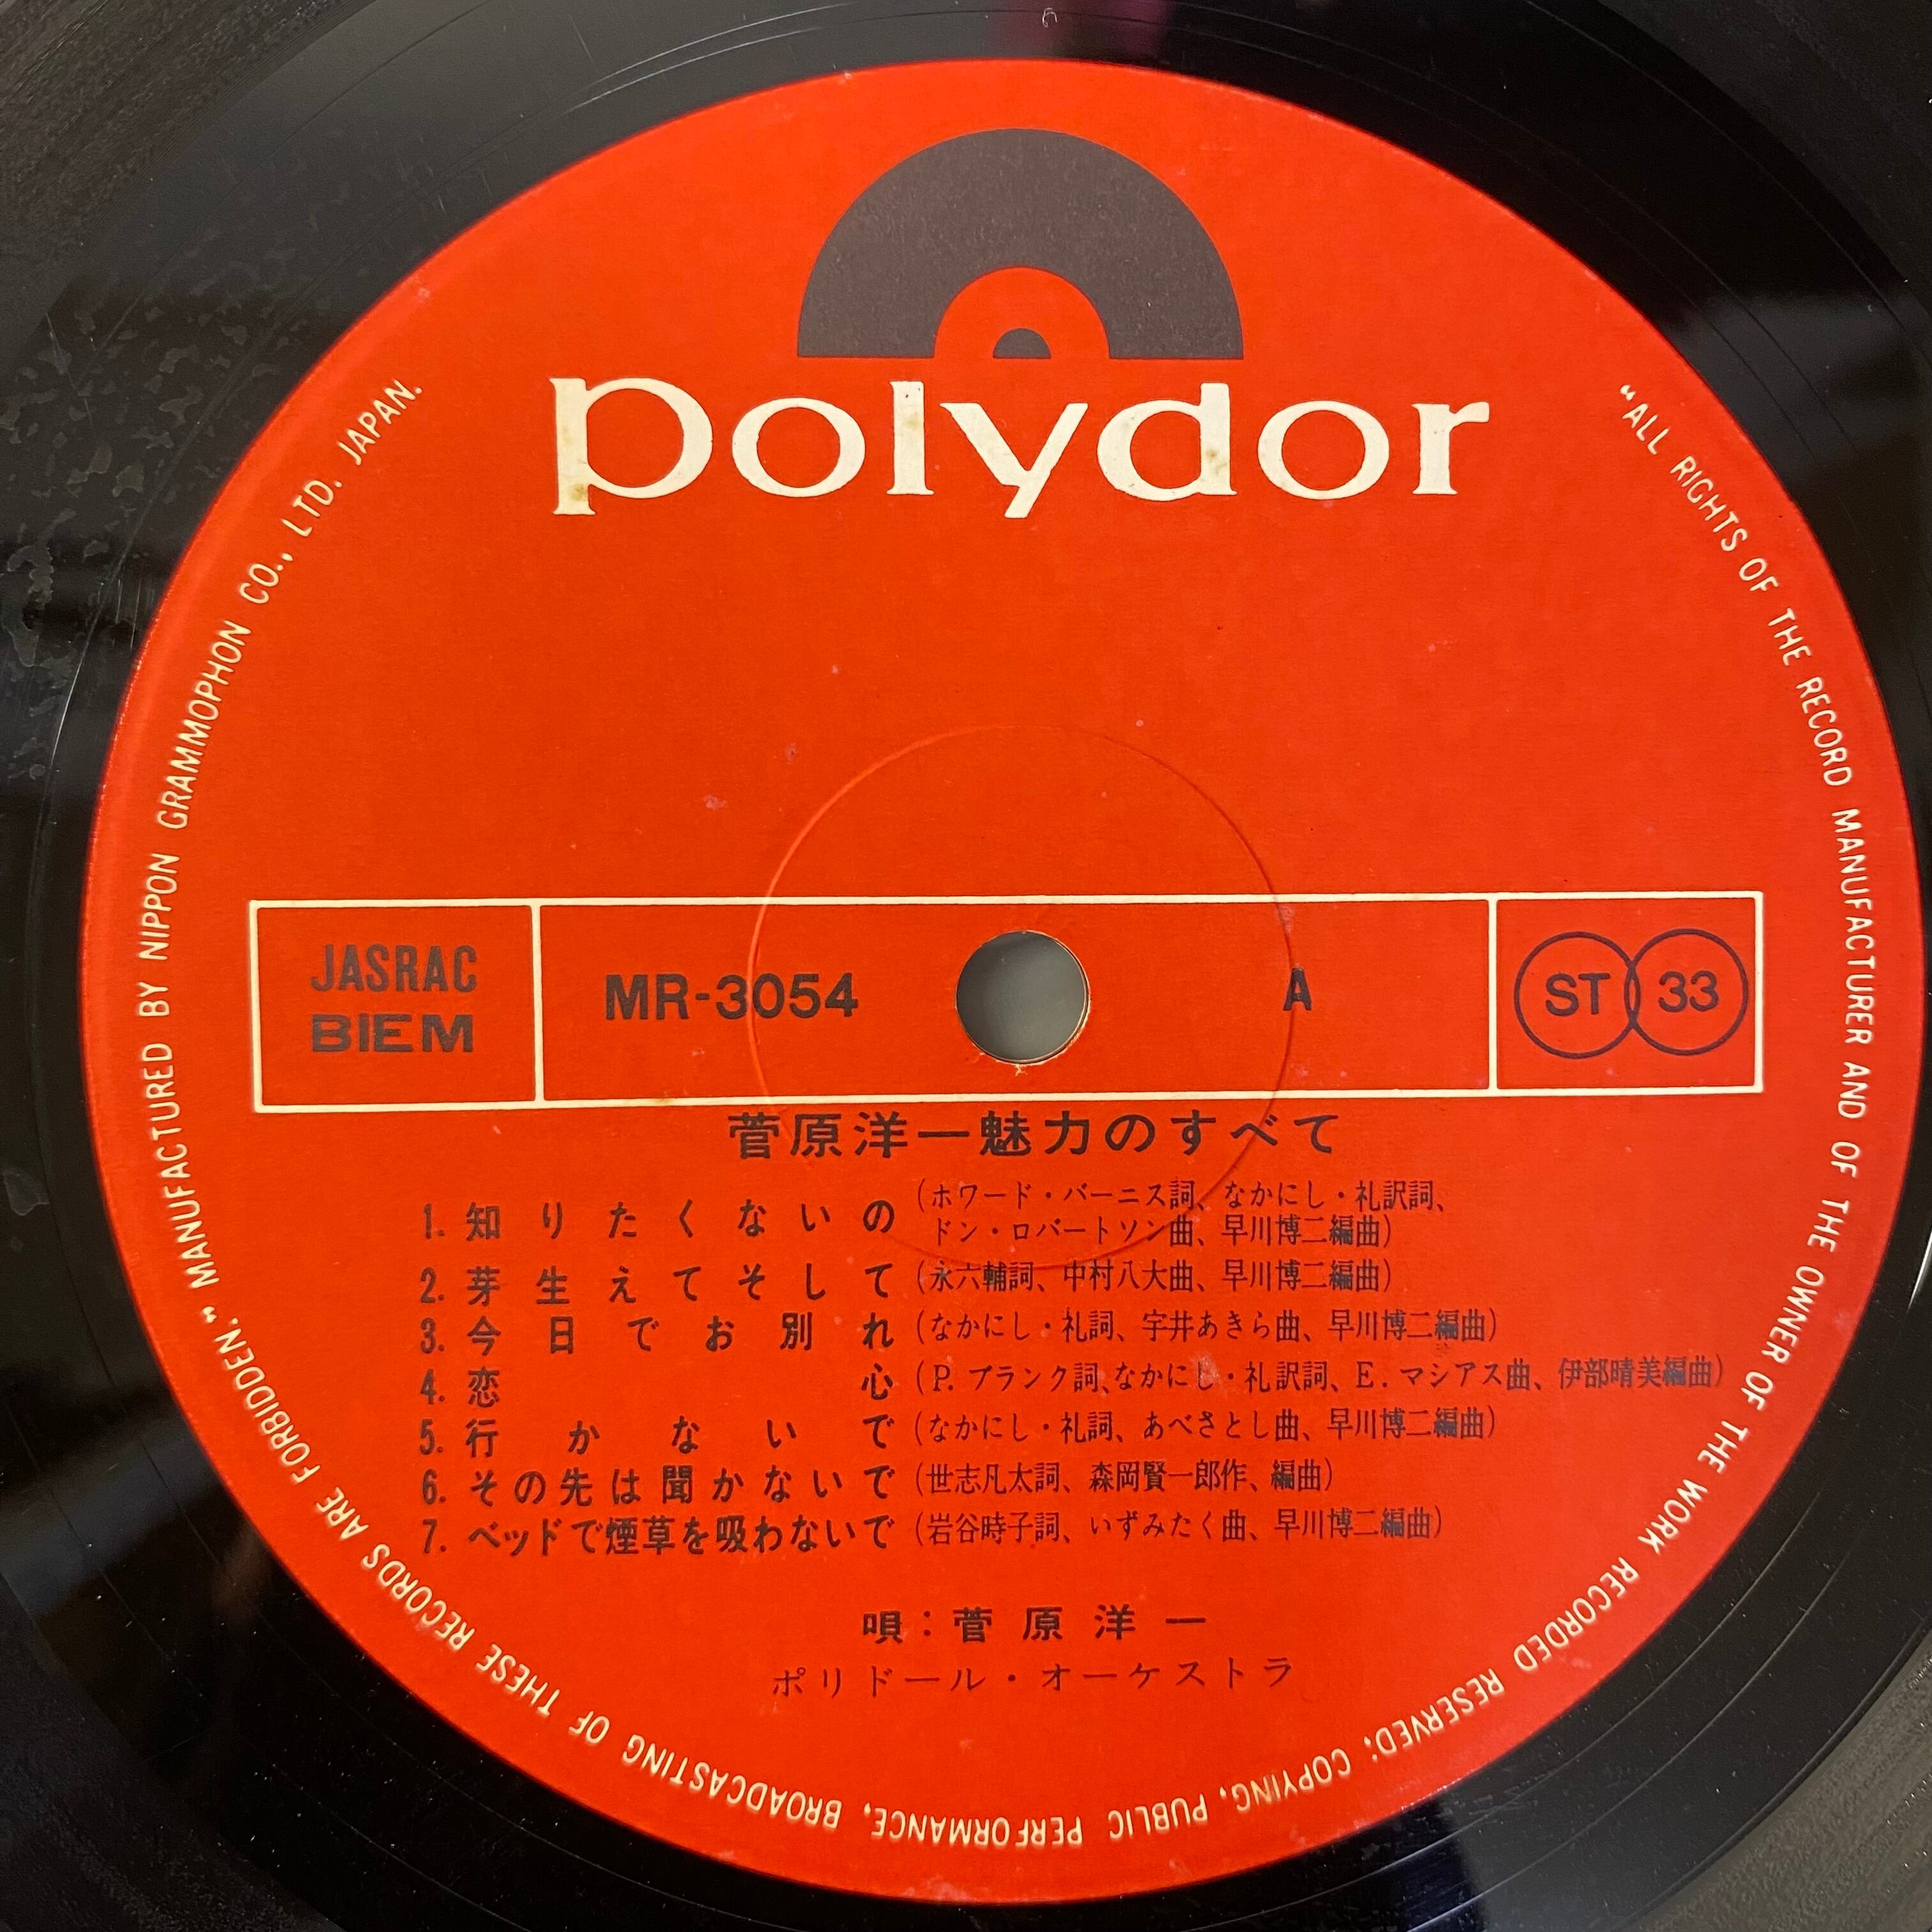 polydor
JASRAC
BIEM
MR-3054
A
ST 33
菅原洋一魅力のすべて
1. 知りたくないの (ホワード・バーニス詞、なかにし・礼訳詞、
ドン・ロバートソン曲、早川博二編曲)
2. 芽生えてそして (永六輔詞、中村八大曲、早川博二編曲)
3. 今日でお別れ (なかにし・礼詞、宇井あきら曲、早川博二編曲)
4. 恋心 (P. ブランク詞、なかにし・礼訳詞、E. マシアス曲、伊部晴美編曲)
5. 行かないで (なかにし・礼詞、あべさとし曲、早川博二編曲)
6. その先は聞かないで (世志凡太詞、森岡賢一郎作、編曲)
7. ベッドで煙草を吸わないで (岩谷時子詞、いずみたく曲、早川博二編曲)
唄：菅原洋一
ポリドール・オーケストラ
"ALL RIGHTS OF THE RECORD MANUFACTURER AND OF THE OWNER OF THE WORK RECORDED RESERVED; COPYING, PUBLIC PERFORMANCE, BROADCASTING OF THESE RECORDS ARE FORBIDDEN." MANUFACTURED BY NIPPON GRAMMOPHON CO., LTD. JAPAN.